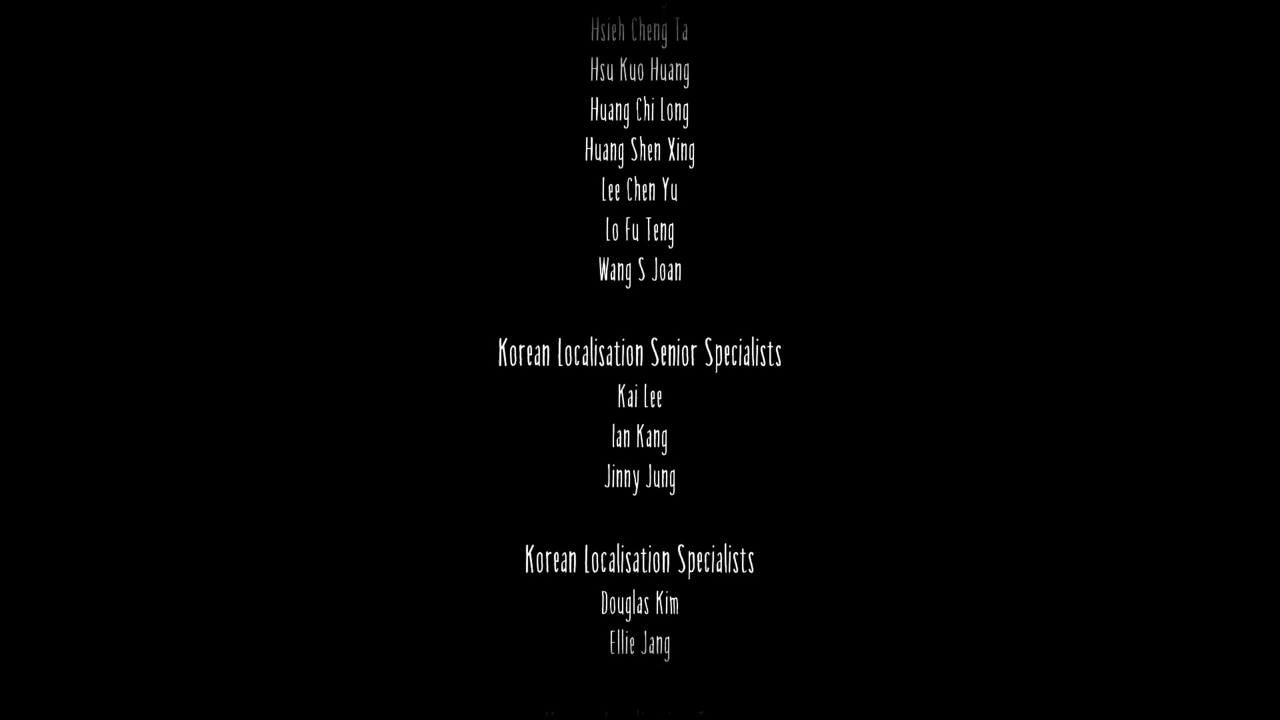 Hsieh Cheng Ta
Hsu Kuo Huang
Huang Chi Long
Huang Shen Xing
Lee Chen Yu
Lo Fu Teng
Wang S Joan
Korean Localisation Senior Specialists
Kai Lee
Ian Kang
Jinny Jung
Korean Localisation Specialists
Douglas Kim
Ellie Jang